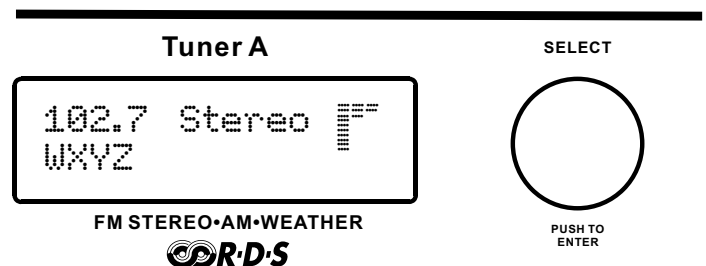 Tuner A
SELECT
102.7 Stereo
WXYZ
FM STEREO•AM•WEATHER
R·D·S
PUSH TO
ENTER